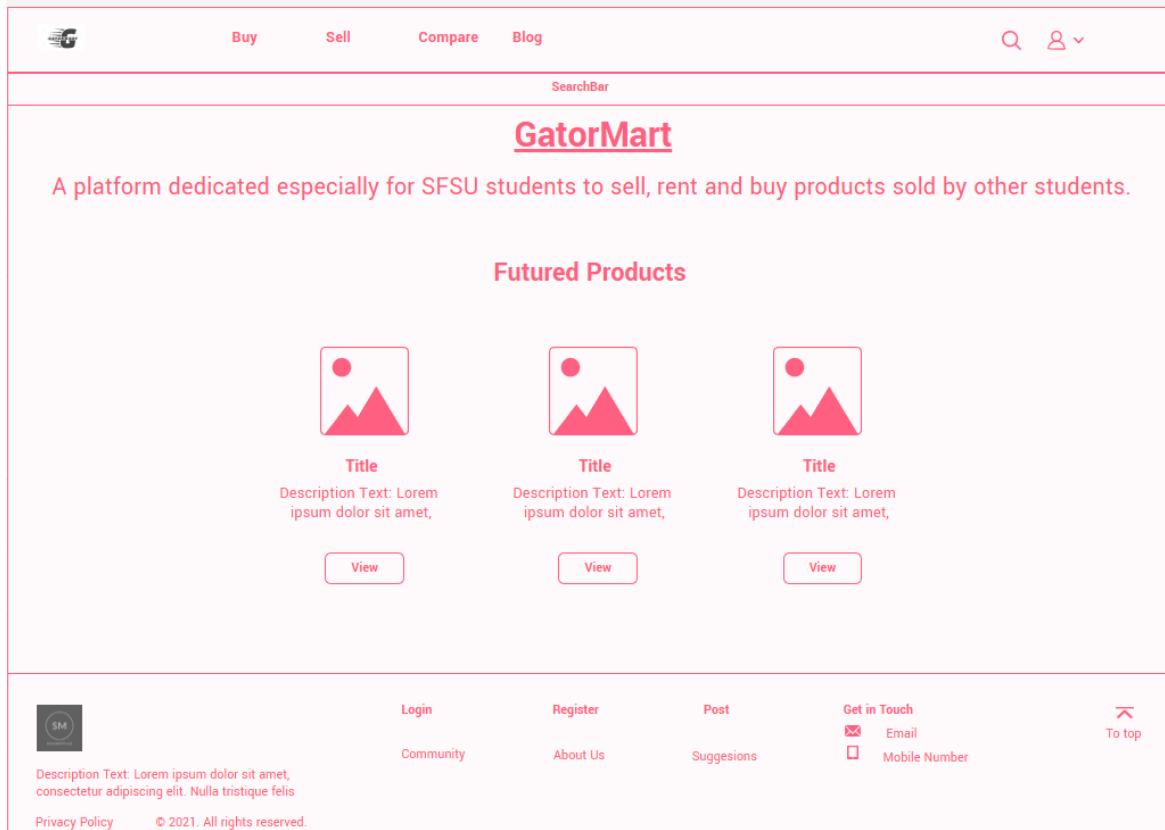 G
Buy Sell Compare Blog
SearchBar
GatorMart
A platform dedicated especially for SFSU students to sell, rent and buy products sold by other students.
Futured Products
Title Title Title
Description Text: Lorem Description Text: Lorem Description Text: Lorem
ipsum dolor sit amet, ipsum dolor sit amet, ipsum dolor sit amet,
View View View
Login Register Post Get in Touch
SM
Email
To top
Community About Us Suggesions Mobile Number
Description Text: Lorem ipsum dolor sit amet,
consectetur adipiscing elit. Nulla tristique felis
Privacy Policy © 2021. All rights reserved.